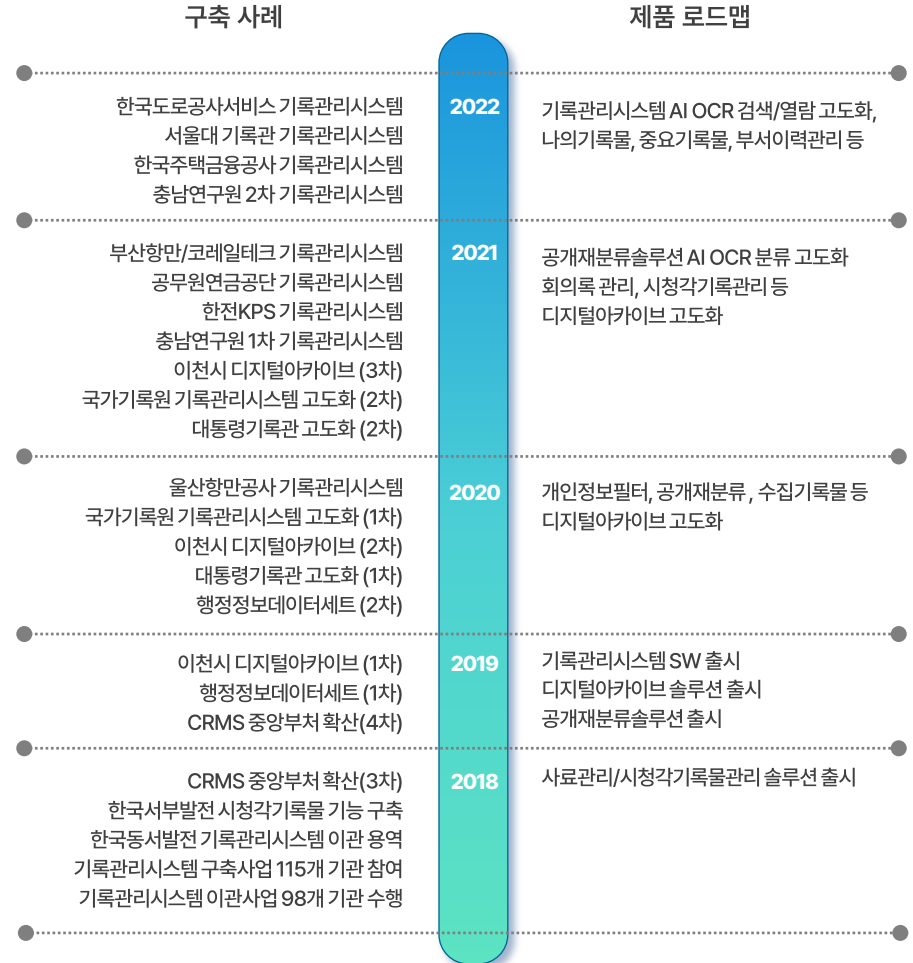 구축 사례
제품 로드맵
2022
한국도로공사서비스 기록관리시스템
서울대 기록관 기록관리시스템
한국주택금융공사 기록관리시스템
충남연구원 2차 기록관리시스템
기록관리시스템 AI OCR 검색/열람 고도화,
나의기록물, 중요기록물, 부서이력관리 등
2021
부산항만/코레일테크 기록관리시스템
공무원연금공단 기록관리시스템
한전KPS 기록관리시스템
충남연구원 1차 기록관리시스템
이천시 디지털아카이브 (3차)
국가기록원 기록관리시스템 고도화 (2차)
대통령기록관 고도화 (2차)
공개재분류솔루션 AI OCR 분류 고도화
회의록 관리, 시청각기록관리 등
디지털아카이브 고도화
2020
울산항만공사 기록관리시스템
국가기록원 기록관리시스템 고도화 (1차)
이천시 디지털아카이브 (2차)
대통령기록관 고도화 (1차)
행정정보데이터세트 (2차)
개인정보필터, 공개재분류 , 수집기록물 등
디지털아카이브 고도화
2019
이천시 디지털아카이브 (1차)
행정정보데이터세트 (1차)
CRMS 중앙부처 확산(4차)
기록관리시스템 SW 출시
디지털아카이브 솔루션 출시
공개재분류솔루션 출시
2018
CRMS 중앙부처 확산(3차)
한국서부발전 시청각기록물 기능 구축
한국동서발전 기록관리시스템 이관 용역
기록관리시스템 구축사업 115개 기관 참여
기록관리시스템 이관사업 98개 기관 수행
사료관리/시청각기록물관리 솔루션 출시